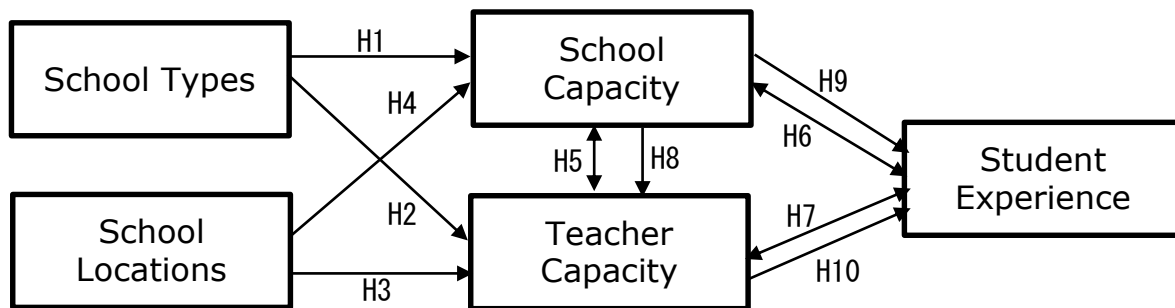 School Types
School
Locations
H1
H4
H2
H3
School
Capacity
H5
H8
Teacher
Capacity
H9
H6
H7
H10
Student
Experience